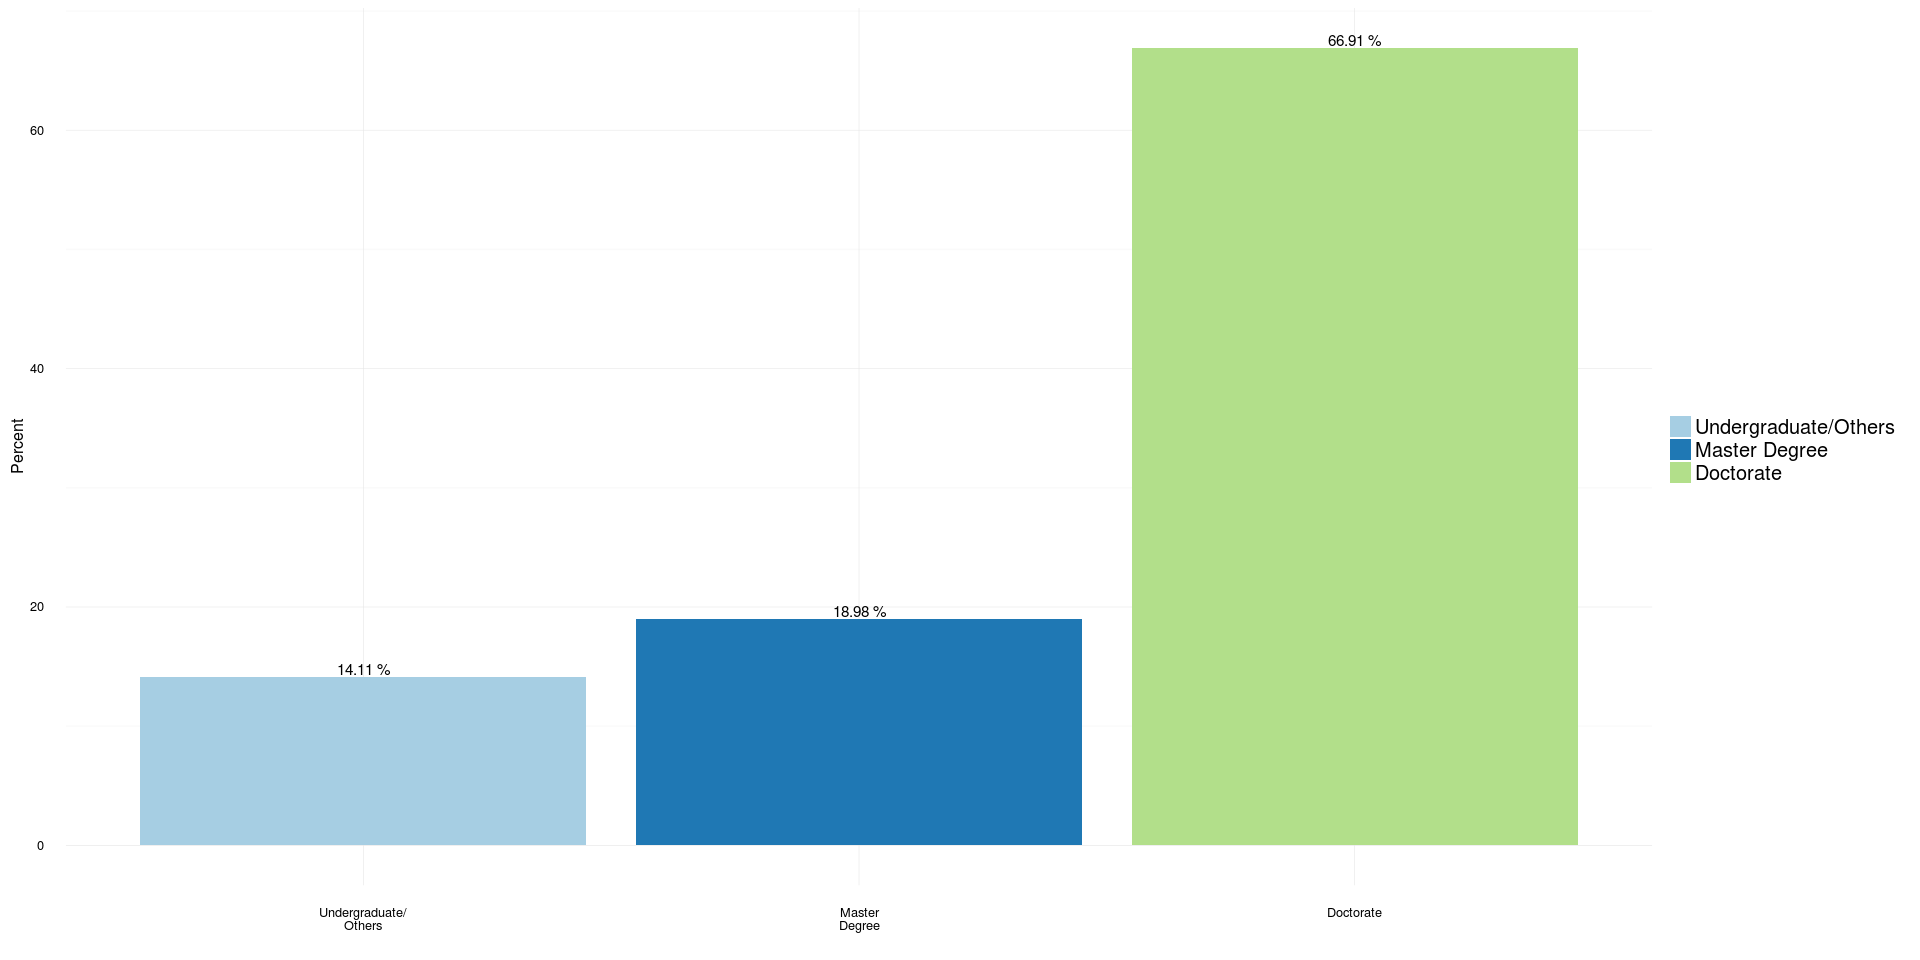 66.91 %
60
40
Percent
Undergraduate/Others
Master Degree
Doctorate
20
18.98 %
14.11 %
0
Undergraduate/
Others
Master
Degree
Doctorate